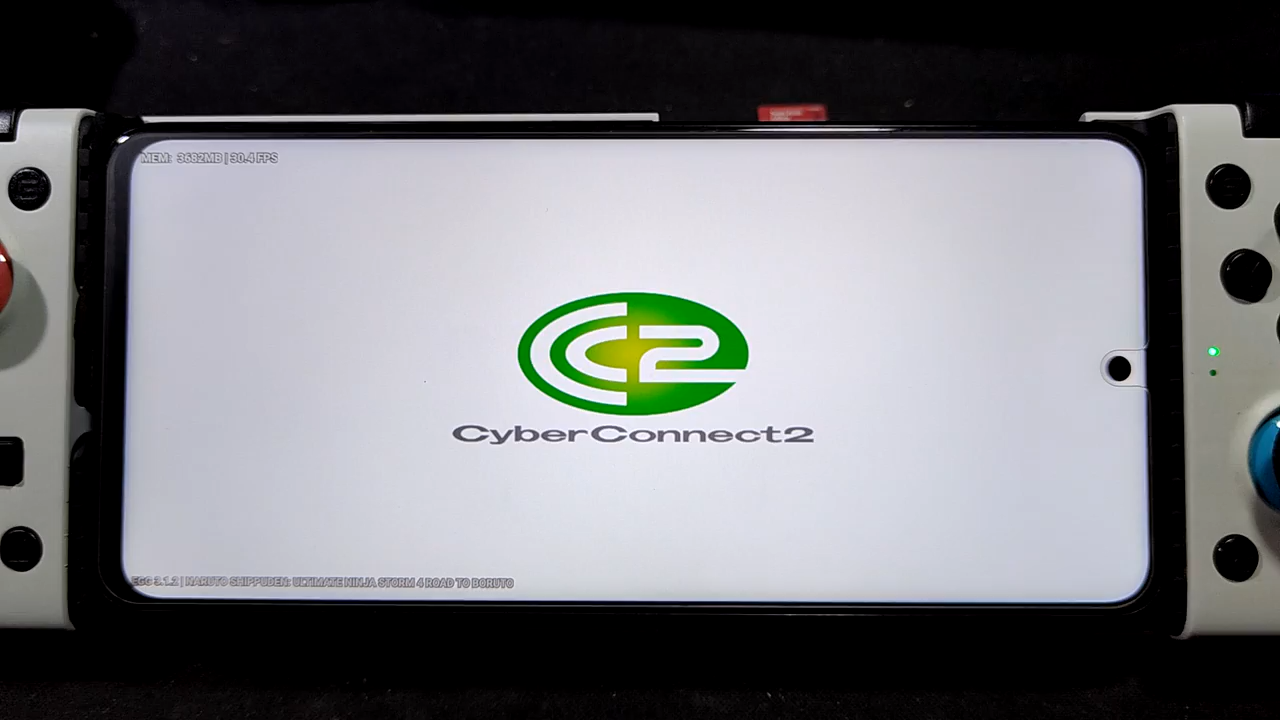 MEM: 3682MB | 30.4 FPS
CC2
CyberConnect2
EGG 3.1.2 | NARUTO SHIPPUDEN: ULTIMATE NINJA STORM 4 ROAD TO BORUTO